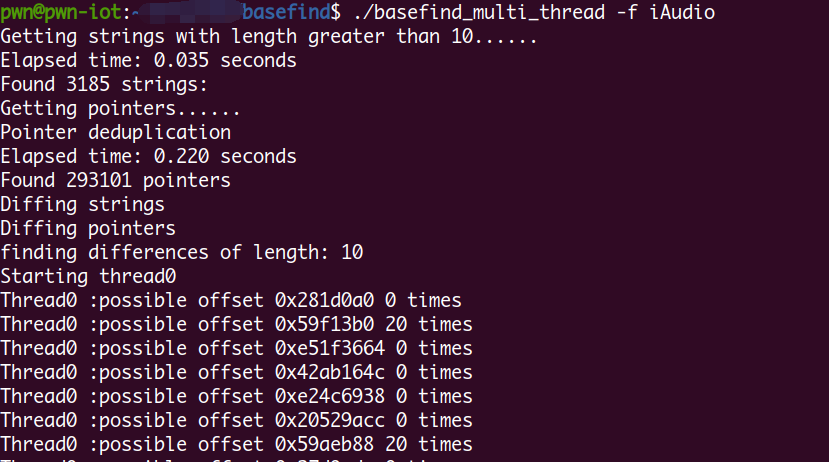 pwn@pwn-iot:~basefind$ ./basefind_multi_thread -f iAudio
Getting strings with length greater than 10......
Elapsed time: 0.035 seconds
Found 3185 strings:
Getting pointers......
Pointer deduplication
Elapsed time: 0.220 seconds
Found 293101 pointers
Diffing strings
Diffing pointers
finding differences of length: 10
Starting thread0
Thread0 :possible offset 0x281d0a0 0 times
Thread0 :possible offset 0x59f13b0 20 times
Thread0 :possible offset 0xe51f3664 0 times
Thread0 :possible offset 0x42ab164c 0 times
Thread0 :possible offset 0xe24c6938 0 times
Thread0 :possible offset 0x20529acc 0 times
Thread0 :possible offset 0x59aeb88 20 times